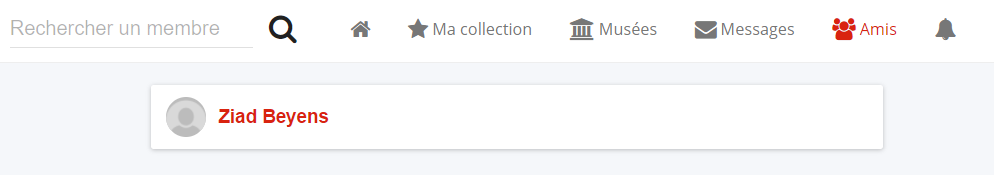 Rechercher un membre Ma collection Musées Messages Amis
Ziad Beyens